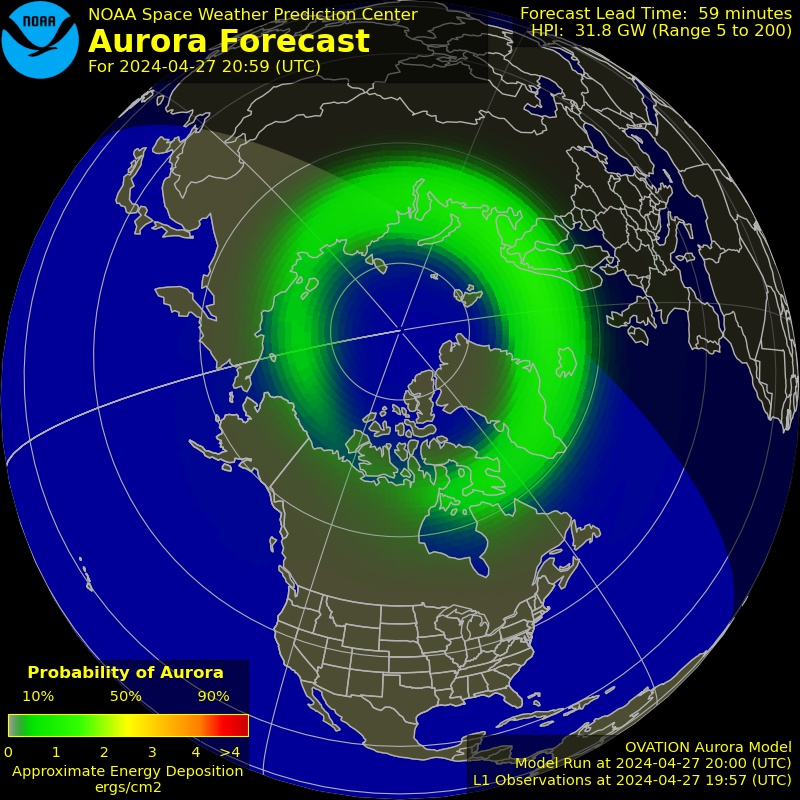 NOAA
NOAA Space Weather Prediction Center
Aurora Forecast
For 2024-04-27 20:59 (UTC)
Forecast Lead Time: 59 minutes
HPI: 31.8 GW (Range 5 to 200)
Probability of Aurora
10% 50% 90%
0 1 2 3 4 >4
Approximate Energy Deposition
ergs/cm2
OVATION Aurora Model
Model Run at 2024-04-27 20:00 (UTC)
L1 Observations at 2024-04-27 19:57 (UTC)